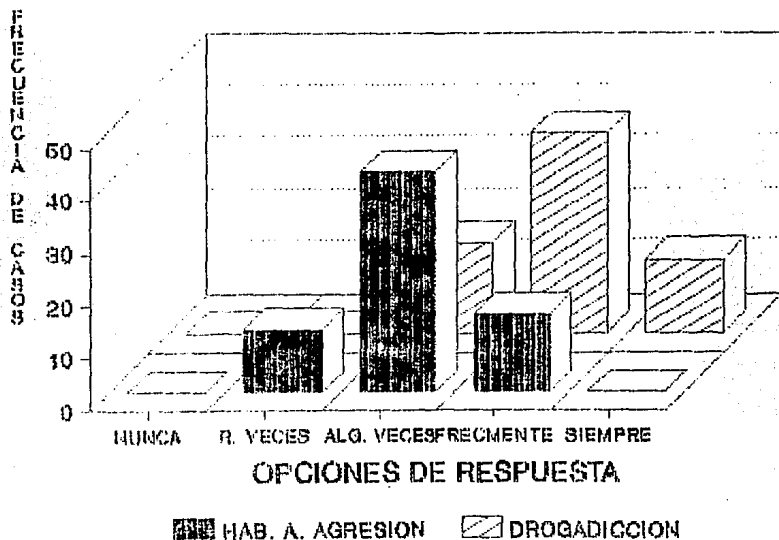 FRECUENCIA DE CASOS
50
40
30
20
10
0
NUNCA R. VECES ALG. VECES FRECMENTE SIEMPRE
OPCIONES DE RESPUESTA
HAB. A. AGRESION DROGADICCION